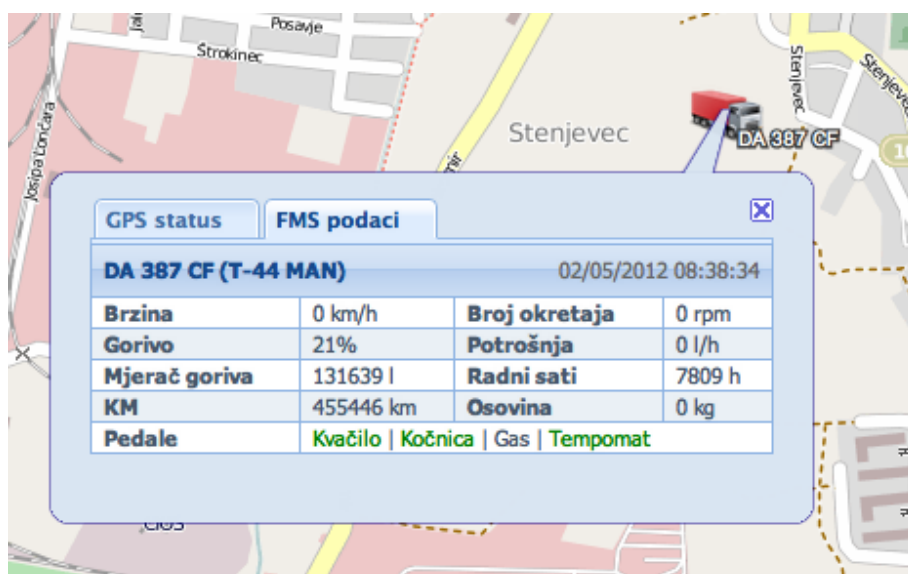 Posavje
Štrokinec
Josipa Lončara
Stenjevec
Stenjevec
DA 387 CF
GPS status
FMS podaci
DA 387 CF (T-44 MAN) 02/05/2012 08:38:34
Brzina 0 km/h Broj okretaja 0 rpm
Gorivo 21% Potrošnja 0 l/h
Mjerač goriva 131639 l Radni sati 7809 h
KM 455446 km Osovina 0 kg
Pedale Kvačilo | Kočnica | Gas | Tempomat
CIOS